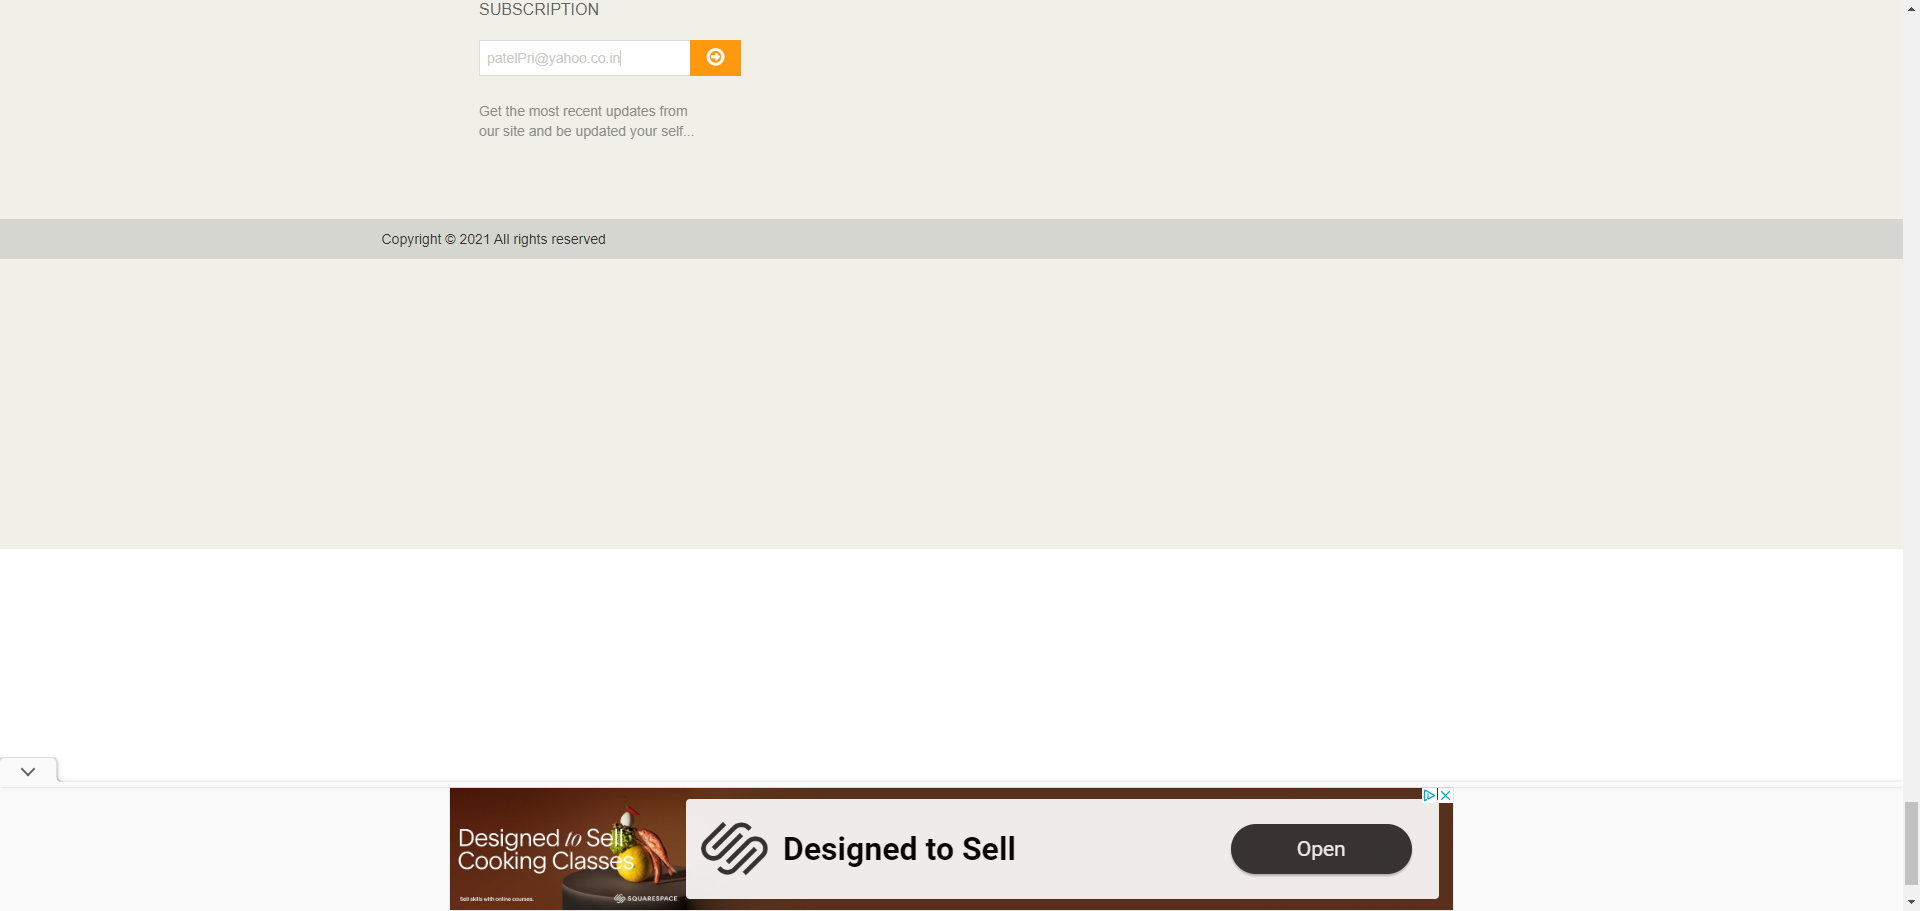 SUBSCRIPTION
patelPri@yahoo.co.in
Get the most recent updates from
our site and be updated your self...
Copyright © 2021 All rights reserved
Designed to Sell
Cooking Classes
Sell skills with online courses.
SQUARESPACE
Designed to Sell
Open